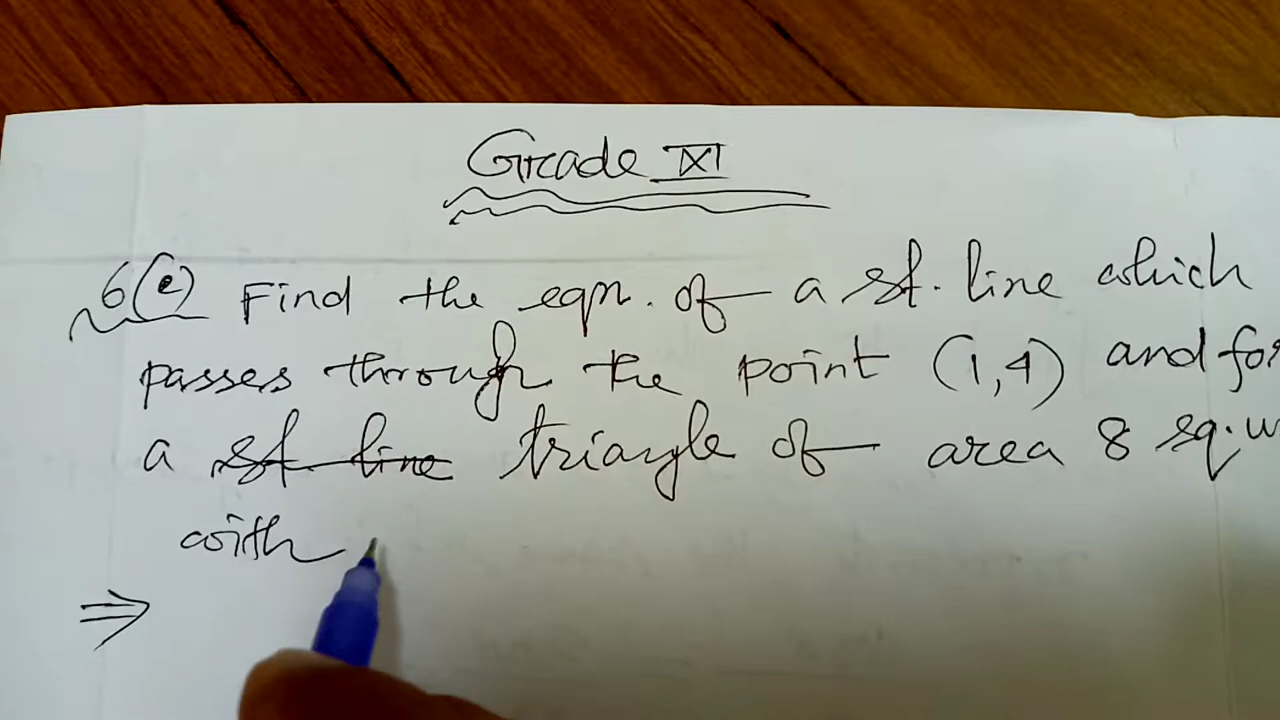 Grade XI
6(e) Find the eqn. of a st. line which
passes through the point (1,4) and for
a st. line triangle of area 8 sq. u
with
⇒